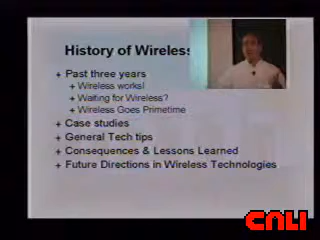 History of Wireless
+ Past three years
+ Wireless works!
+ Waiting for Wireless?
+ Wireless Goes Primetime
+ Case studies
+ General Tech tips
+ Consequences & Lessons Learned
+ Future Directions in Wireless Technologies
CNLI